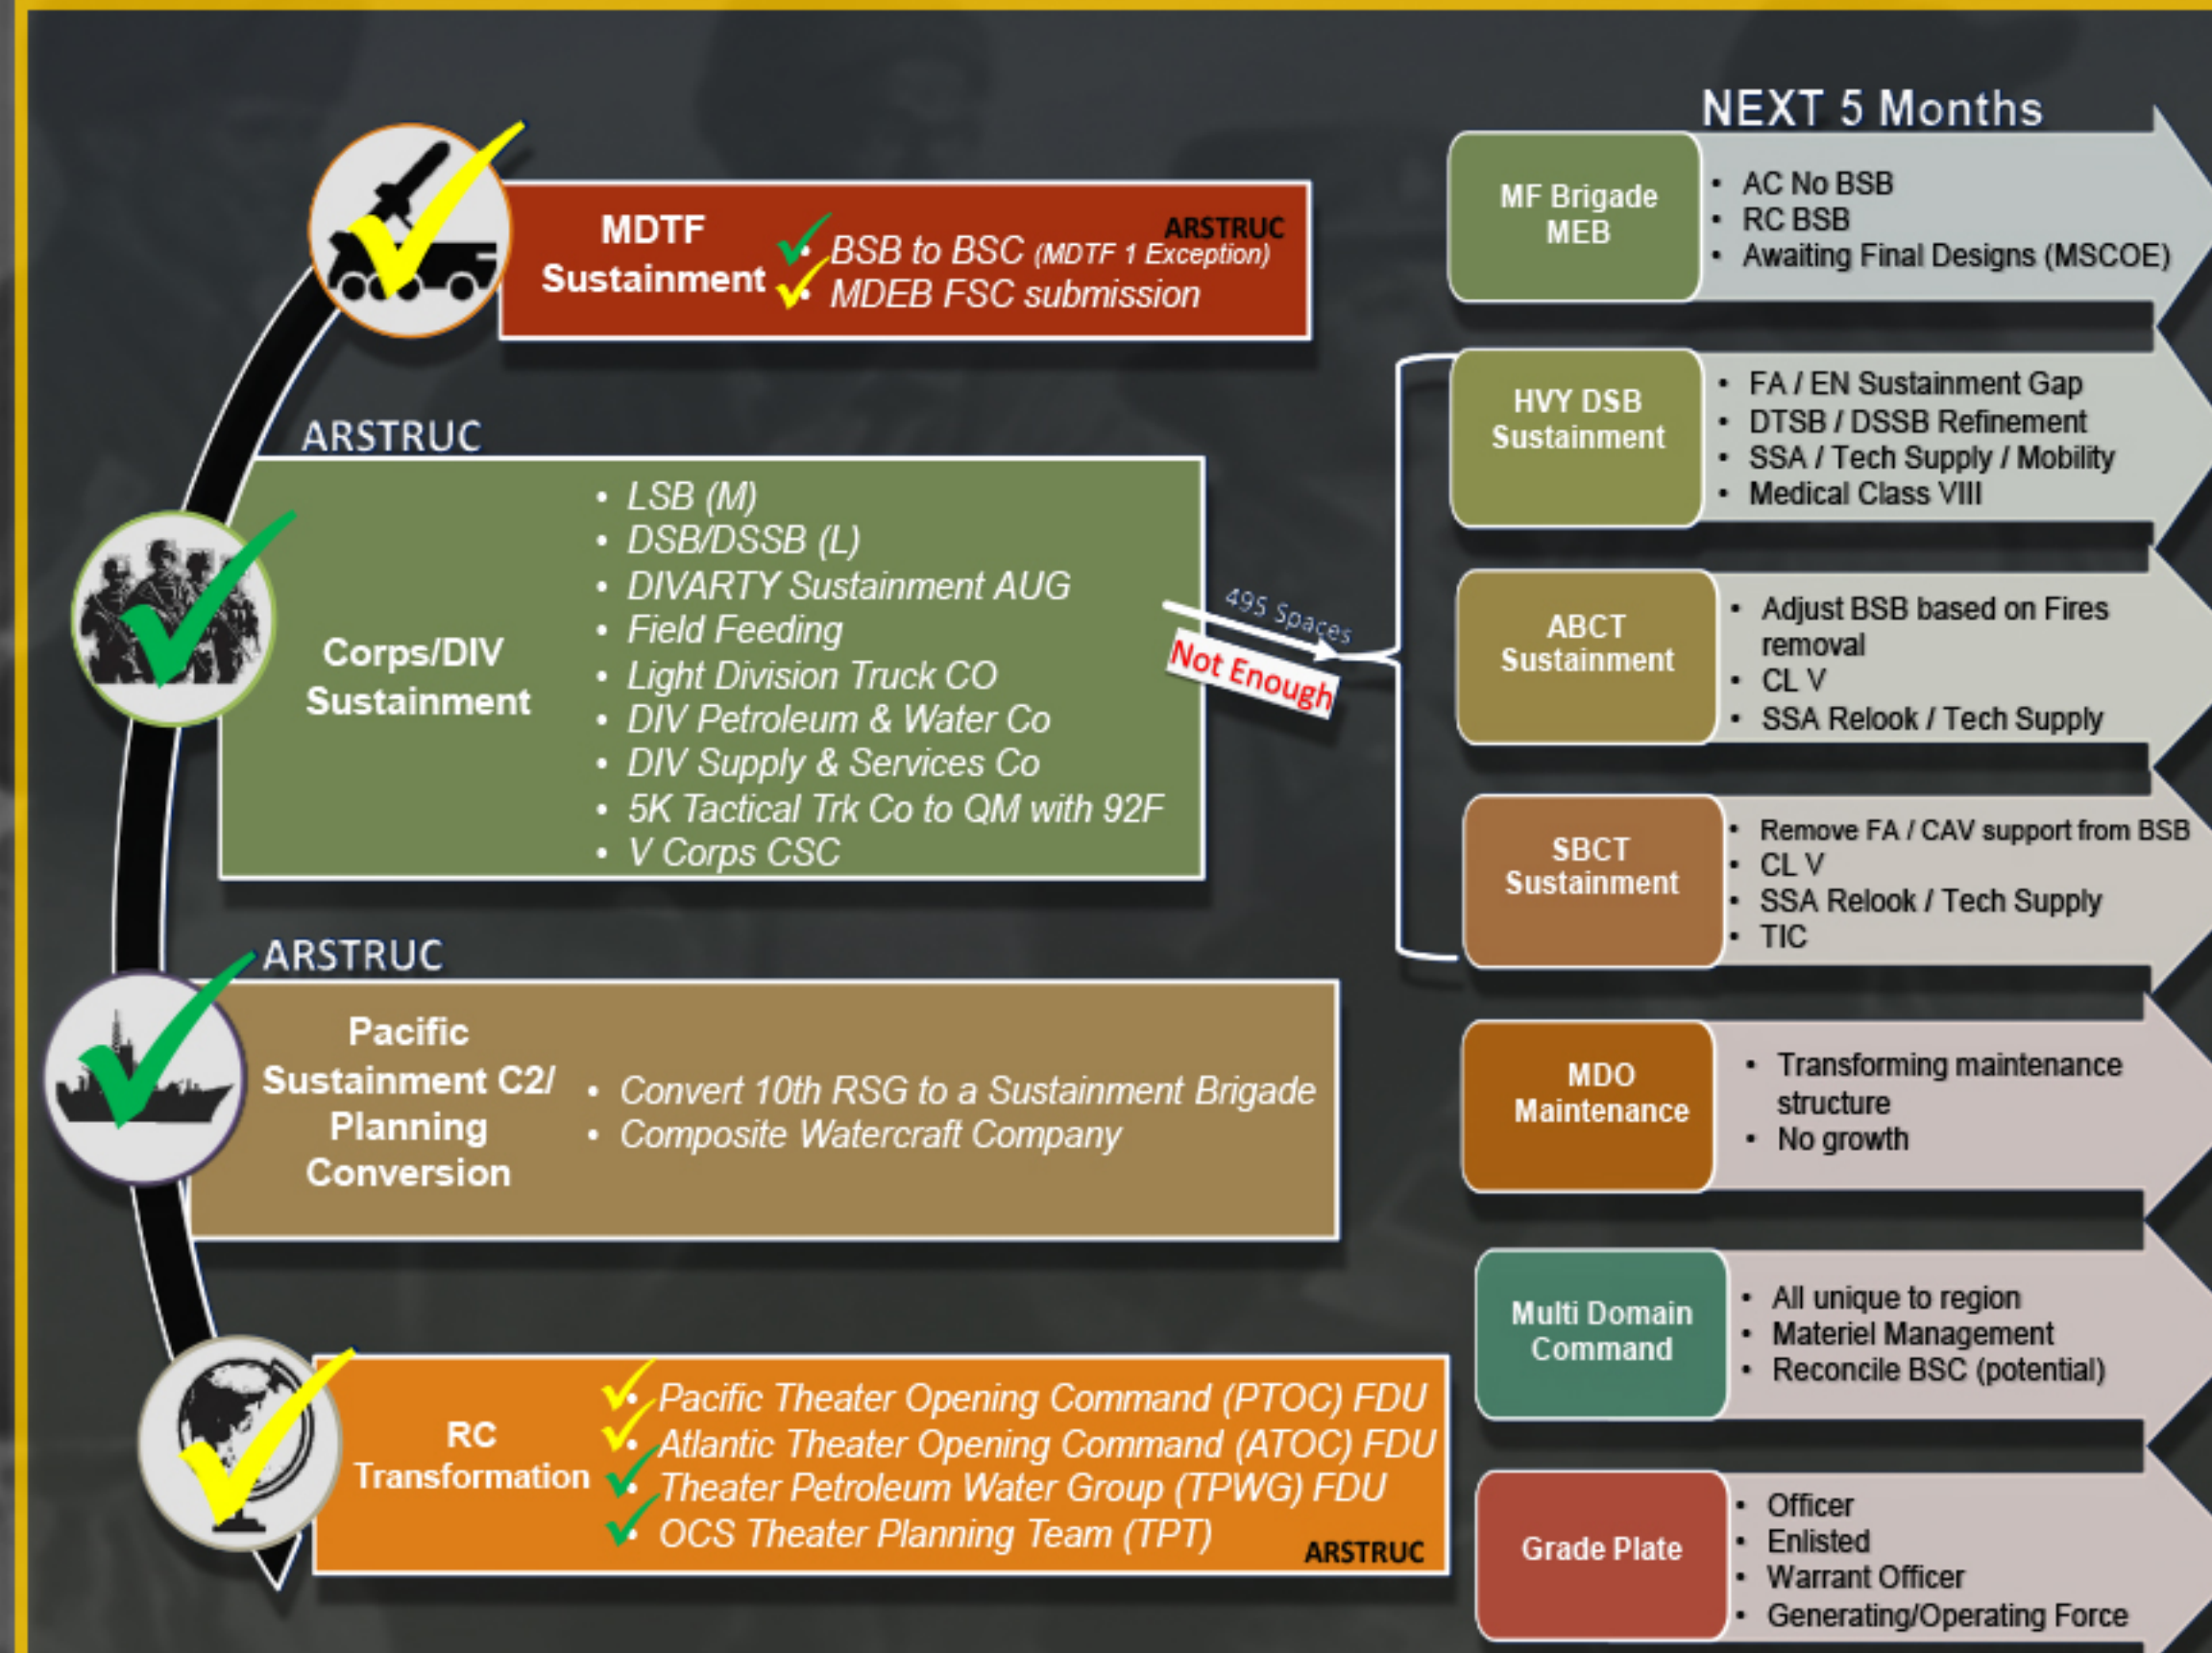 MDTF
Sustainment
ARSTRUC
BSB to BSC (MDTF 1 Exception)
MDEB FSC submission
ARSTRUC
Corps/DIV
Sustainment
• LSB (M)
• DSB/DSSB (L)
• DIVARTY Sustainment AUG
• Field Feeding
• Light Division Truck CO
• DIV Petroleum & Water Co
• DIV Supply & Services Co
• 5K Tactical Trk Co to QM with 92F
• V Corps CSC
495 Spaces
Not Enough
ARSTRUC
Pacific
Sustainment C2/
Planning
Conversion
• Convert 10th RSG to a Sustainment Brigade
• Composite Watercraft Company
RC
Transformation
Pacific Theater Opening Command (PTOC) FDU
Atlantic Theater Opening Command (ATOC) FDU
Theater Petroleum Water Group (TPWG) FDU
OCS Theater Planning Team (TPT)
ARSTRUC
NEXT 5 Months
MF Brigade
MEB
• AC No BSB
• RC BSB
• Awaiting Final Designs (MSCOE)
HVY DSB
Sustainment
• FA / EN Sustainment Gap
• DTSB / DSSB Refinement
• SSA / Tech Supply / Mobility
• Medical Class VIII
ABCT
Sustainment
• Adjust BSB based on Fires
removal
• CL V
• SSA Relook / Tech Supply
SBCT
Sustainment
• Remove FA / CAV support from BSB
• CL V
• SSA Relook / Tech Supply
• TIC
MDO
Maintenance
• Transforming maintenance
structure
• No growth
Multi Domain
Command
• All unique to region
• Materiel Management
• Reconcile BSC (potential)
Grade Plate
• Officer
• Enlisted
• Warrant Officer
• Generating/Operating Force